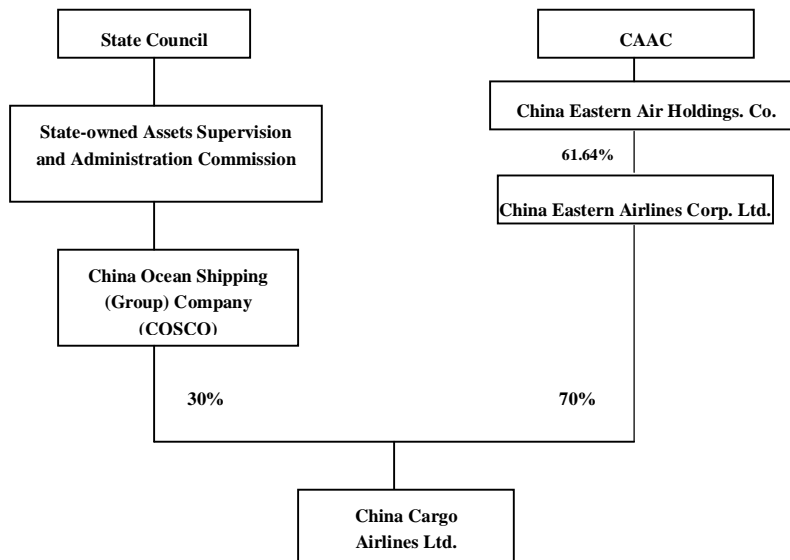 State Council
CAAC
China Eastern Air Holdings. Co.
State-owned Assets Supervision
and Administration Commission
61.64%
China Eastern Airlines Corp. Ltd.
China Ocean Shipping
(Group) Company
(COSCO)
30%
70%
China Cargo
Airlines Ltd.